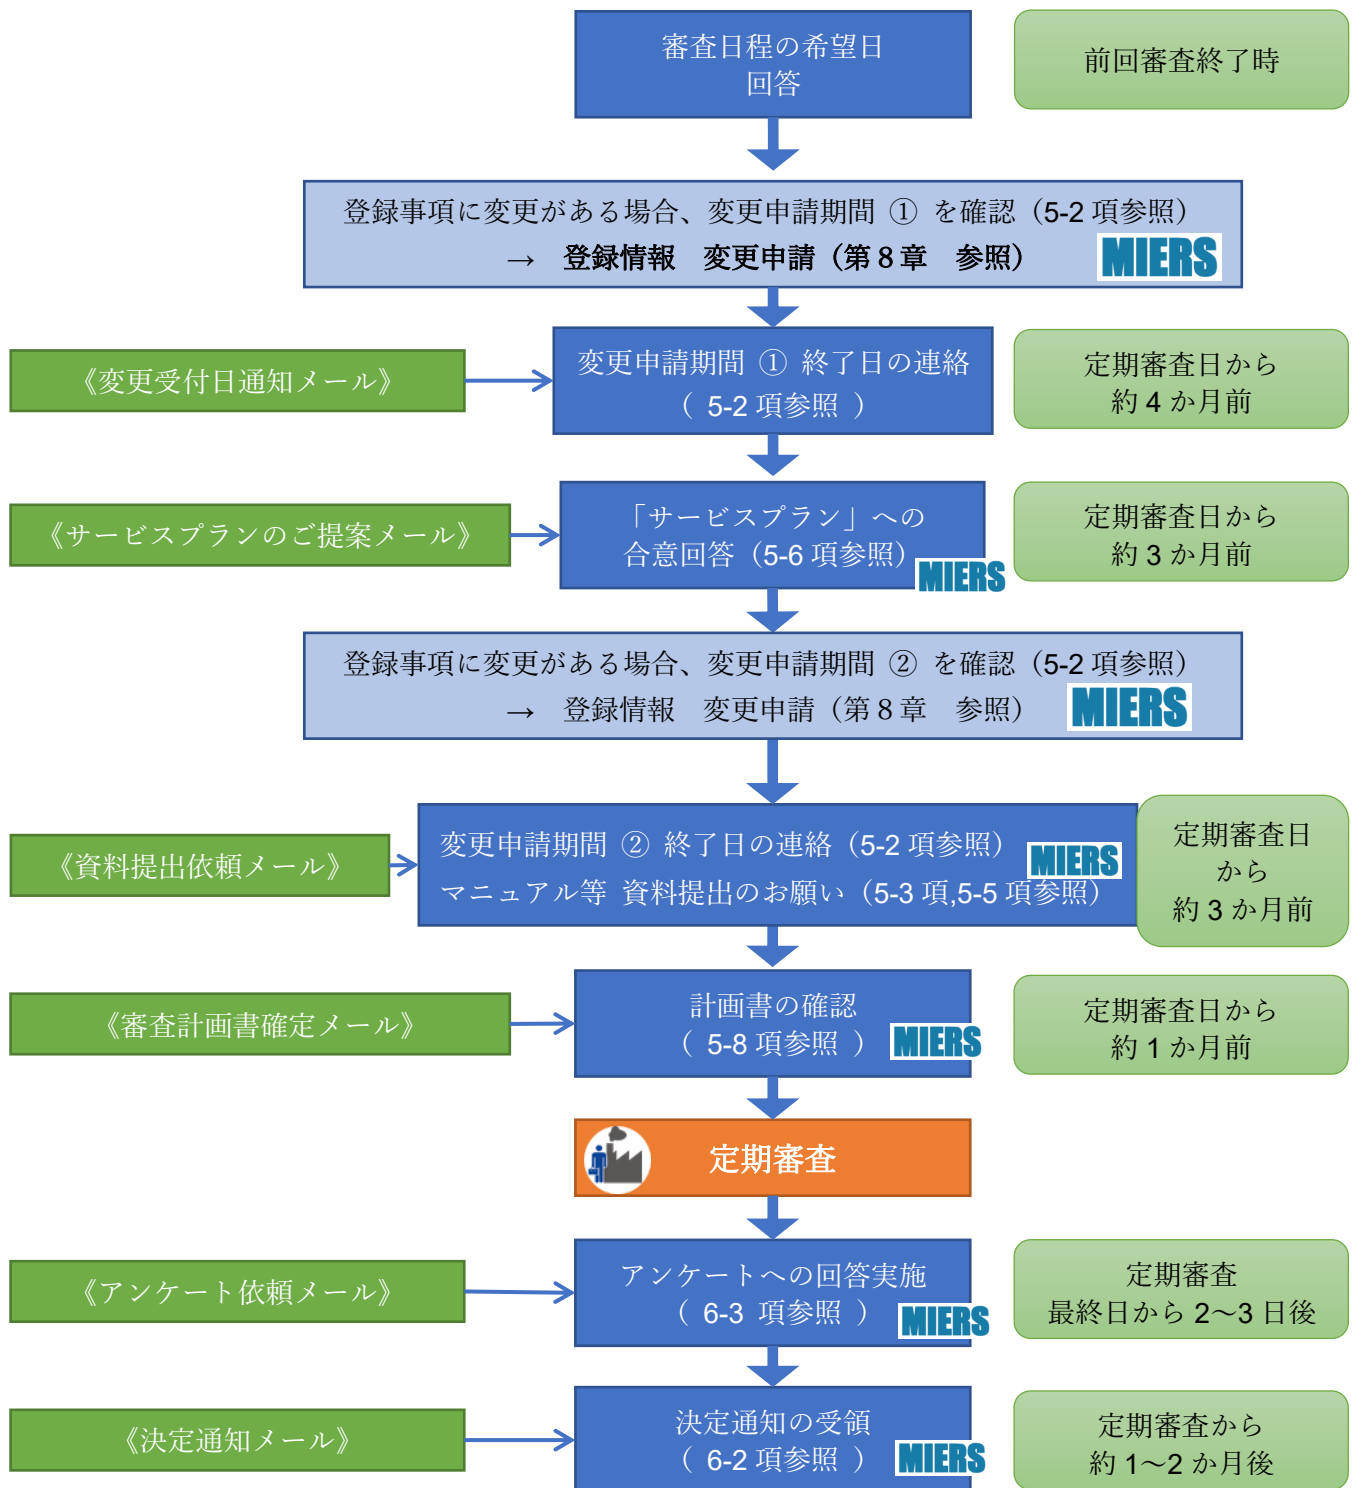 審査日程の希望日
回答
前回審査終了時
登録事項に変更がある場合、変更申請期間 ① を確認（5-2 項参照）
→　登録情報　変更申請（第８章　参照）
MIERS
《変更受付日通知メール》
変更申請期間 ① 終了日の連絡
（ 5-2 項参照 ）
定期審査日から
約 4 か月前
《サービスプランのご提案メール》
「サービスプラン」への
合意回答（5-6 項参照）
MIERS
定期審査日から
約 3 か月前
登録事項に変更がある場合、変更申請期間 ② を確認（5-2 項参照）
→　登録情報　変更申請（第８章　参照）
MIERS
《資料提出依頼メール》
変更申請期間 ② 終了日の連絡（5-2 項参照）
マニュアル等 資料提出のお願い（5-3 項,5-5 項参照）
MIERS
定期審査日
から
約 3 か月前
《審査計画書確定メール》
計画書の確認
（ 5-8 項参照 ）
MIERS
定期審査日から
約 1 か月前
定期審査
《アンケート依頼メール》
アンケートへの回答実施
（ 6-3 項参照 ）
MIERS
定期審査
最終日から 2～3 日後
《決定通知メール》
決定通知の受領
（ 6-2 項参照 ）
MIERS
定期審査から
約 1～2 か月後